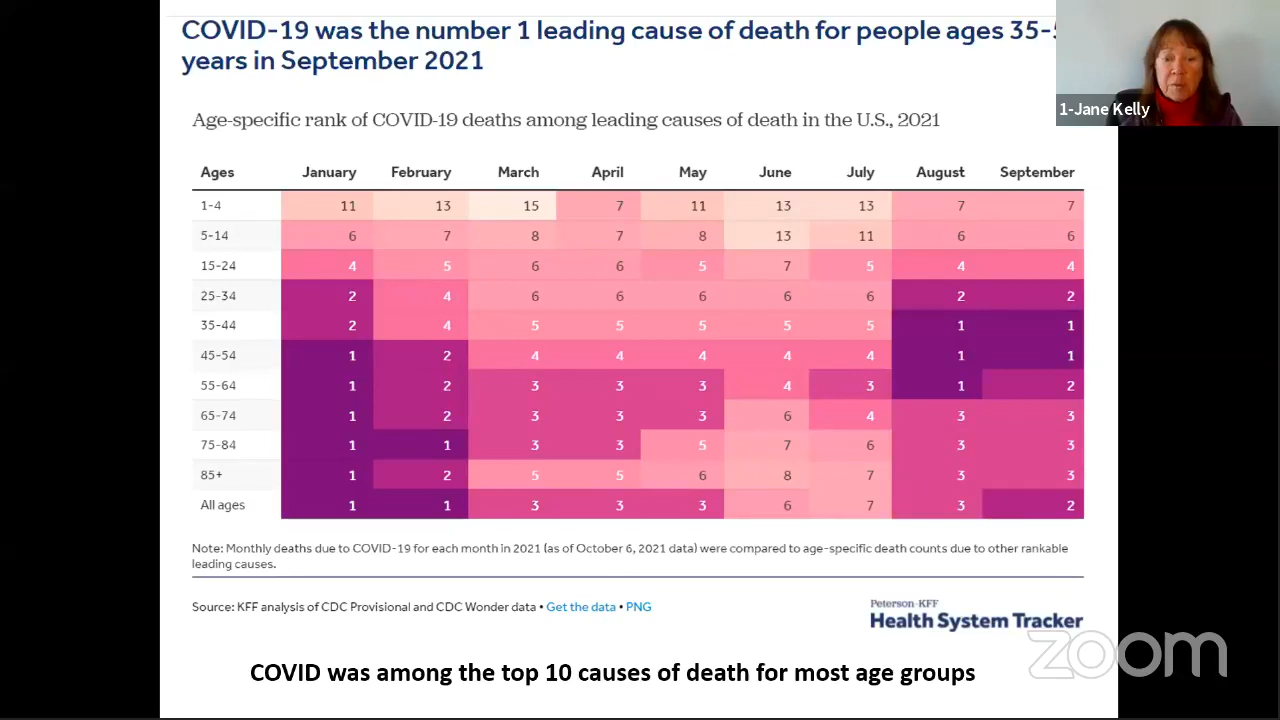 COVID-19 was the number 1 leading cause of death for people ages 35-
years in September 2021
1-Jane Kelly
Age-specific rank of COVID-19 deaths among leading causes of death in the U.S., 2021
Ages January February March April May June July August September
1-4 11 13 15 7 11 13 13 7 7
5-14 6 7 8 7 8 13 11 6 6
15-24 4 5 6 6 5 7 5 4 4
25-34 2 4 6 6 6 6 6 2 2
35-44 2 4 5 5 5 5 5 1 1
45-54 1 2 4 4 4 4 4 1 1
55-64 1 2 3 3 3 4 3 1 2
65-74 1 2 3 3 3 6 4 3 3
75-84 1 1 3 3 5 7 6 3 3
85+ 1 2 5 5 6 8 7 3 3
All ages 1 1 3 3 3 6 7 3 2
Note: Monthly deaths due to COVID-19 for each month in 2021 (as of October 6, 2021 data) were compared to age-specific death counts due to other rankable
leading causes.
Source: KFF analysis of CDC Provisional and CDC Wonder data • Get the data • PNG
Peterson-KFF
Health System Tracker
zoom
COVID was among the top 10 causes of death for most age groups